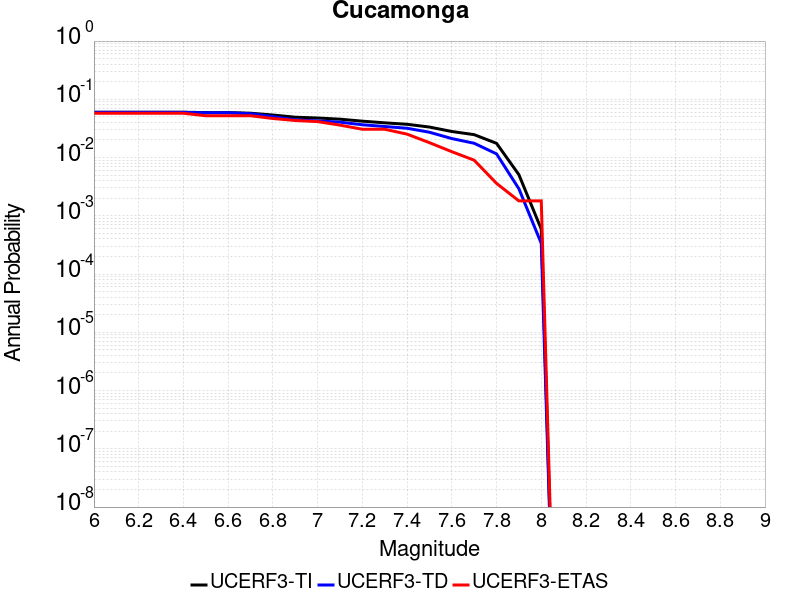 Cucamonga
10^0
10^-1
10^-2
10^-3
10^-4
10^-5
10^-6
10^-7
10^-8
Annual Probability
6 6.2 6.4 6.6 6.8 7 7.2 7.4 7.6 7.8 8 8.2 8.4 8.6 8.8 9
Magnitude
UCERF3-TI UCERF3-TD UCERF3-ETAS